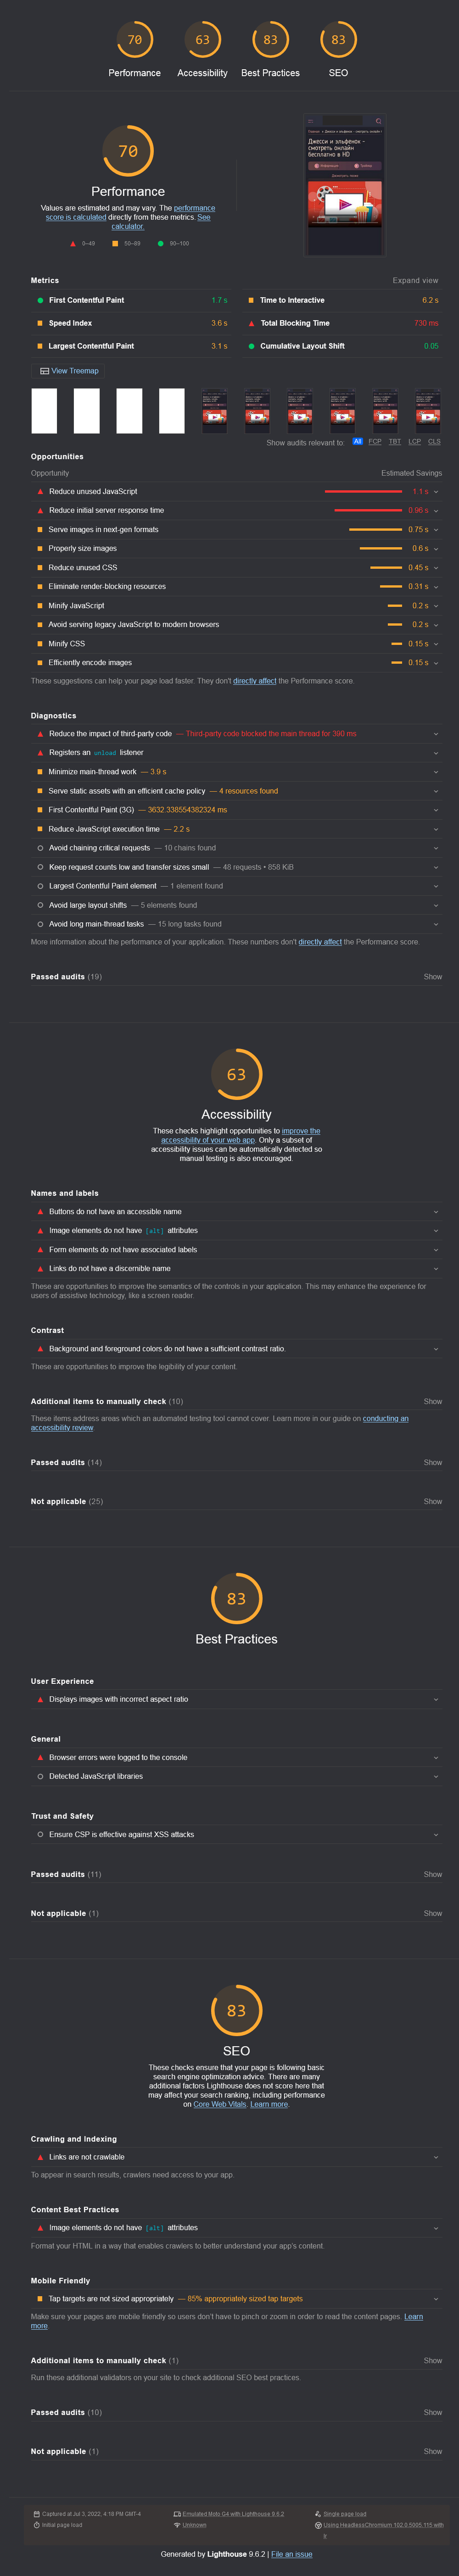 70
63
83
83
Performance
Accessibility
Best Practices
SEO
70
Performance
Values are estimated and may vary. The performance
score is calculated directly from these metrics. See
calculator.
0–49
50–89
90–100
Джесси и эльфенок -
смотреть онлайн
бесплатно в HD
Metrics
Expand view
First Contentful Paint
1.7 s
Time to Interactive
6.2 s
Speed Index
3.6 s
Total Blocking Time
730 ms
Largest Contentful Paint
3.1 s
Cumulative Layout Shift
0.05
View Treemap
Show audits relevant to: All FCP TBT LCP CLS
Opportunities
Opportunity
Estimated Savings
Reduce unused JavaScript
1.1 s
Reduce initial server response time
0.96 s
Serve images in next-gen formats
0.75 s
Properly size images
0.6 s
Reduce unused CSS
0.45 s
Eliminate render-blocking resources
0.31 s
Minify JavaScript
0.2 s
Avoid serving legacy JavaScript to modern browsers
0.2 s
Minify CSS
0.15 s
Efficiently encode images
0.15 s
These suggestions can help your page load faster. They don't directly affect the Performance score.
Diagnostics
Reduce the impact of third-party code — Third-party code blocked the main thread for 390 ms
Registers an unload listener
Minimize main-thread work — 3.9 s
Serve static assets with an efficient cache policy — 4 resources found
First Contentful Paint (3G) — 3632.338554382324 ms
Reduce JavaScript execution time — 2.2 s
Avoid chaining critical requests — 10 chains found
Keep request counts low and transfer sizes small — 48 requests • 858 KiB
Largest Contentful Paint element — 1 element found
Avoid large layout shifts — 5 elements found
Avoid long main-thread tasks — 15 long tasks found
More information about the performance of your application. These numbers don't directly affect the Performance score.
Passed audits (19)
Show
63
Accessibility
These checks highlight opportunities to improve the
accessibility of your web app. Only a subset of
accessibility issues can be automatically detected so
manual testing is also encouraged.
Names and labels
Buttons do not have an accessible name
Image elements do not have [alt] attributes
Form elements do not have associated labels
Links do not have a discernible name
These are opportunities to improve the semantics of the controls in your application. This may enhance the experience for
users of assistive technology, like a screen reader.
Contrast
Background and foreground colors do not have a sufficient contrast ratio.
These are opportunities to improve the legibility of your content.
Additional items to manually check (10)
Show
These items address areas which an automated testing tool cannot cover. Learn more in our guide on conducting an
accessibility review.
Passed audits (14)
Show
Not applicable (25)
Show
83
Best Practices
User Experience
Displays images with incorrect aspect ratio
General
Browser errors were logged to the console
Detected JavaScript libraries
Trust and Safety
Ensure CSP is effective against XSS attacks
Passed audits (11)
Show
Not applicable (1)
Show
83
SEO
These checks ensure that your page is following basic
search engine optimization advice. There are many
additional factors Lighthouse does not score here that
may affect your search ranking, including performance
on Core Web Vitals. Learn more.
Crawling and Indexing
Links are not crawlable
To appear in search results, crawlers need access to your app.
Content Best Practices
Image elements do not have [alt] attributes
Format your HTML in a way that enables crawlers to better understand your app's content.
Mobile Friendly
Tap targets are not sized appropriately — 85% appropriately sized tap targets
Make sure your pages are mobile friendly so users don't have to pinch or zoom in order to read the content pages. Learn
more.
Additional items to manually check (1)
Show
Run these additional validators on your site to check additional SEO best practices.
Passed audits (10)
Show
Not applicable (1)
Show
Captured at Jul 3, 2022, 4:18 PM GMT-4
Emulated Moto G4 with Lighthouse 9.6.2
Single page load
Initial page load
Unknown
Using HeadlessChromium 102.0.5005.115 with
lr
Generated by Lighthouse 9.6.2 | File an issue